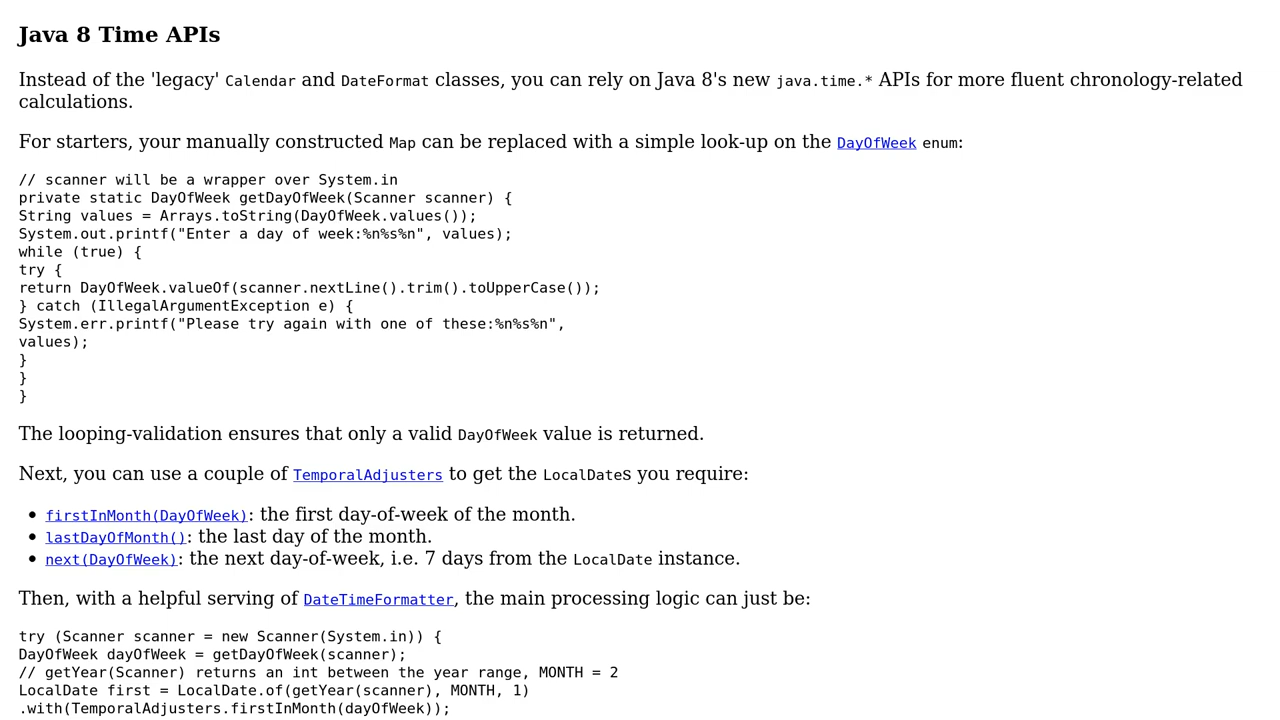 Java 8 Time APIs
Instead of the 'legacy' Calendar and DateFormat classes, you can rely on Java 8's new java.time.* APIs for more fluent chronology-related
calculations.
For starters, your manually constructed Map can be replaced with a simple look-up on the DayOfWeek enum:
// scanner will be a wrapper over System.in
private static DayOfWeek getDayOfWeek(Scanner scanner) {
String values = Arrays.toString(DayOfWeek.values());
System.out.printf("Enter a day of week:%n%s%n", values);
while (true) {
try {
return DayOfWeek.valueOf(scanner.nextLine().trim().toUpperCase());
} catch (IllegalArgumentException e) {
System.err.printf("Please try again with one of these:%n%s%n",
values);
}
}
}
The looping-validation ensures that only a valid DayOfWeek value is returned.
Next, you can use a couple of TemporalAdjusters to get the LocalDates you require:
• firstInMonth(DayOfWeek): the first day-of-week of the month.
• lastDayOfMonth(): the last day of the month.
• next(DayOfWeek): the next day-of-week, i.e. 7 days from the LocalDate instance.
Then, with a helpful serving of DateTimeFormatter, the main processing logic can just be:
try (Scanner scanner = new Scanner(System.in)) {
DayOfWeek dayOfWeek = getDayOfWeek(scanner);
// getYear(Scanner) returns an int between the year range, MONTH = 2
LocalDate first = LocalDate.of(getYear(scanner), MONTH, 1)
.with(TemporalAdjusters.firstInMonth(dayOfWeek));